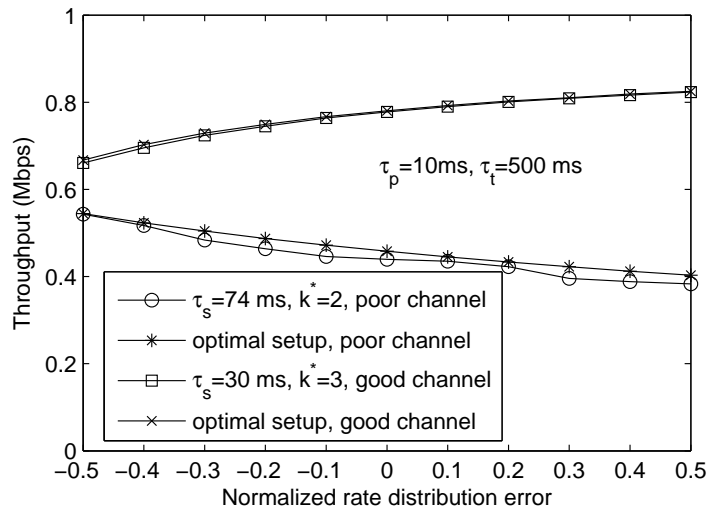 1
0.8
0.6
0.4
0.2
0
Throughput (Mbps)
τp=10ms, τt=500 ms
τs=74 ms, k*=2, poor channel
optimal setup, poor channel
τs=30 ms, k*=3, good channel
optimal setup, good channel
−0.5 −0.4 −0.3 −0.2 −0.1 0 0.1 0.2 0.3 0.4 0.5
Normalized rate distribution error